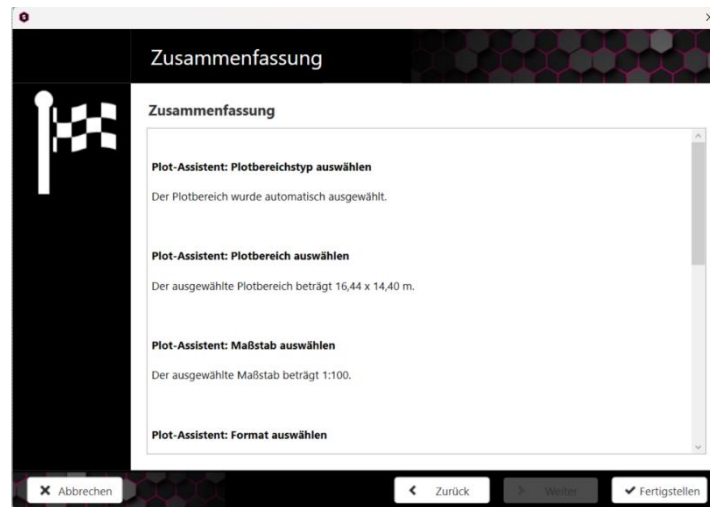 Zusammenfassung
Zusammenfassung
Plot-Assistent: Plotbereichstyp auswählen
Der Plotbereich wurde automatisch ausgewählt.
Plot-Assistent: Plotbereich auswählen
Der ausgewählte Plotbereich beträgt 16,44 x 14,40 m.
Plot-Assistent: Maßstab auswählen
Der ausgewählte Maßstab beträgt 1:100.
Plot-Assistent: Format auswählen
Abbrechen
Zurück
Weiter
Fertigstellen